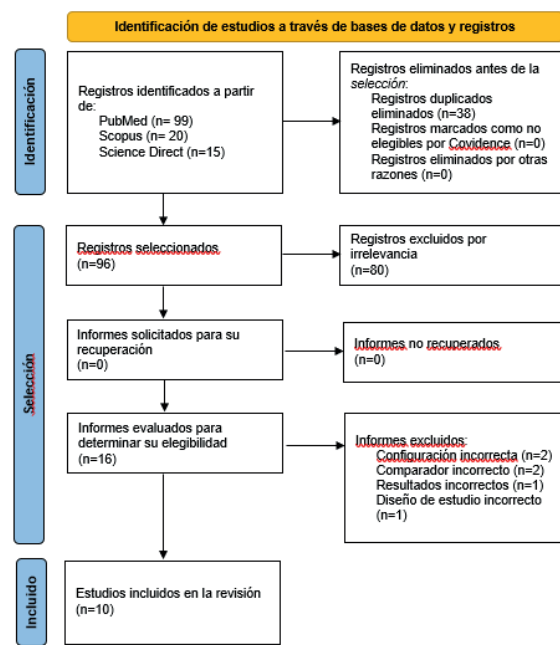 Identificación de estudios a través de bases de datos y registros
Identificación
Registros identificados a partir
de:
PubMed (n= 99)
Scopus (n= 20)
Science Direct (n=15)
Registros eliminados antes de la
selección:
Registros duplicados
eliminados (n=38)
Registros marcados como no
elegibles por Covidence (n=0)
Registros eliminados por otras
razones (n=0)
Selección
Registros seleccionados
(n=96)
Registros excluidos por
irrelevancia
(n=80)
Informes solicitados para su
recuperación
(n=0)
Informes no recuperados
(n=0)
Informes evaluados para
determinar su elegibilidad
(n=16)
Informes excluidos:
Configuración incorrecta (n=2)
Comparador incorrecto (n=2)
Resultados incorrectos (n=1)
Diseño de estudio incorrecto
(n=1)
Incluido
Estudios incluidos en la revisión
(n=10)